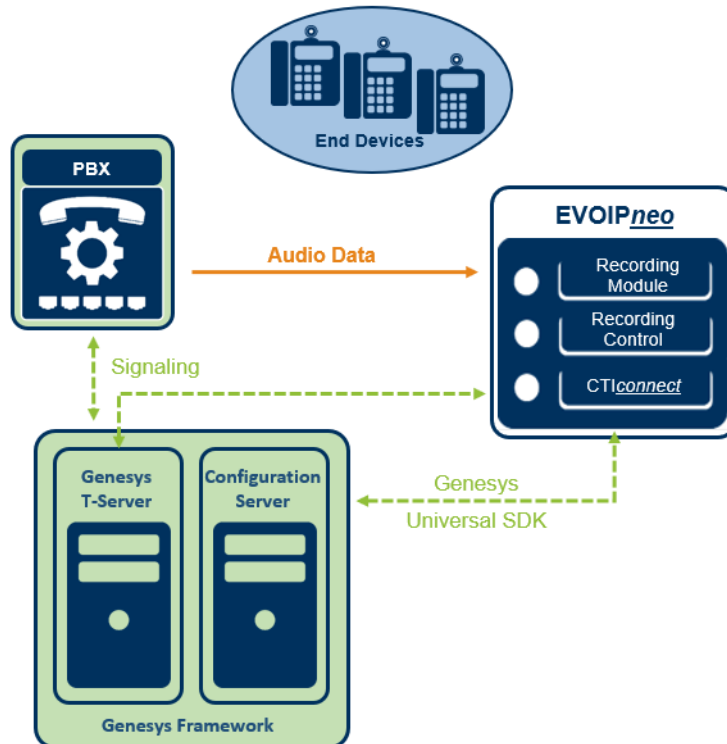 End Devices
PBX
EVOIPneo
Audio Data
Recording
Module
Recording
Control
CTIconnect
Signaling
Genesys
T-Server
Configuration
Server
Genesys
Universal SDK
Genesys Framework